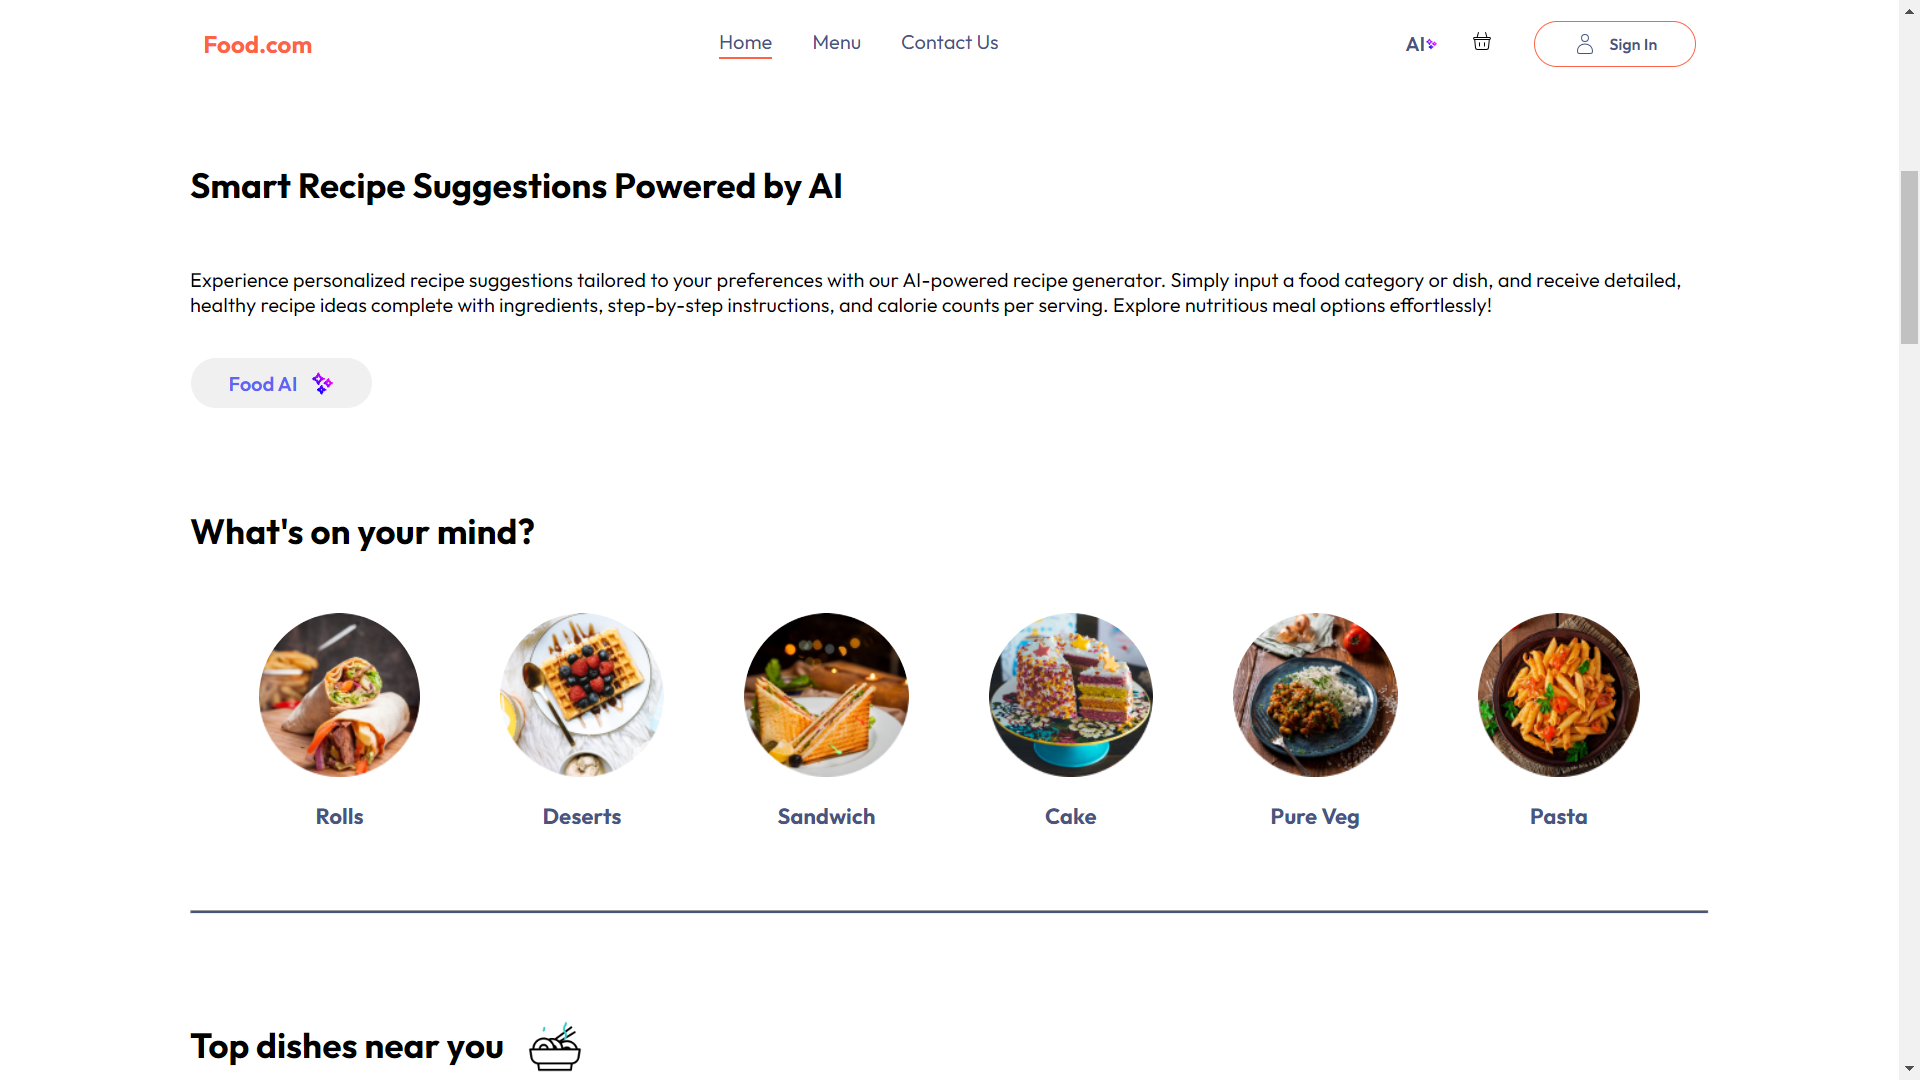 Food.com
Home
Menu
Contact Us
AI
Sign In
Smart Recipe Suggestions Powered by AI
Experience personalized recipe suggestions tailored to your preferences with our AI-powered recipe generator. Simply input a food category or dish, and receive detailed,
healthy recipe ideas complete with ingredients, step-by-step instructions, and calorie counts per serving. Explore nutritious meal options effortlessly!
Food AI
What's on your mind?
Rolls
Deserts
Sandwich
Cake
Pure Veg
Pasta
Top dishes near you